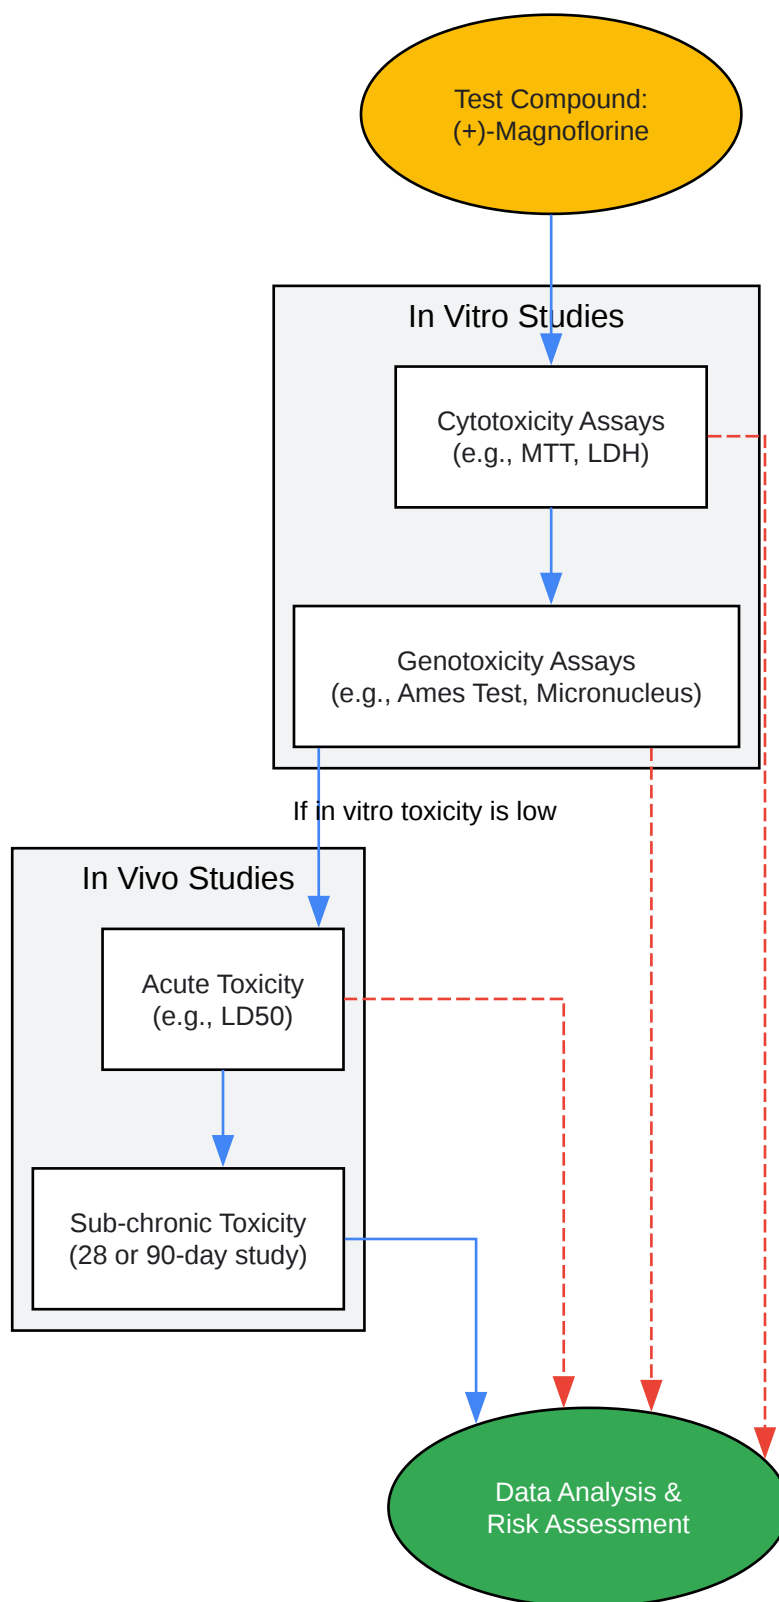 Test Compound:
(+)-Magnoflorine
In Vitro Studies
Cytotoxicity Assays
(e.g., MTT, LDH)
Genotoxicity Assays
(e.g., Ames Test, Micronucleus)
If in vitro toxicity is low
In Vivo Studies
Acute Toxicity
(e.g., LD50)
Sub-chronic Toxicity
(28 or 90-day study)
Data Analysis &
Risk Assessment